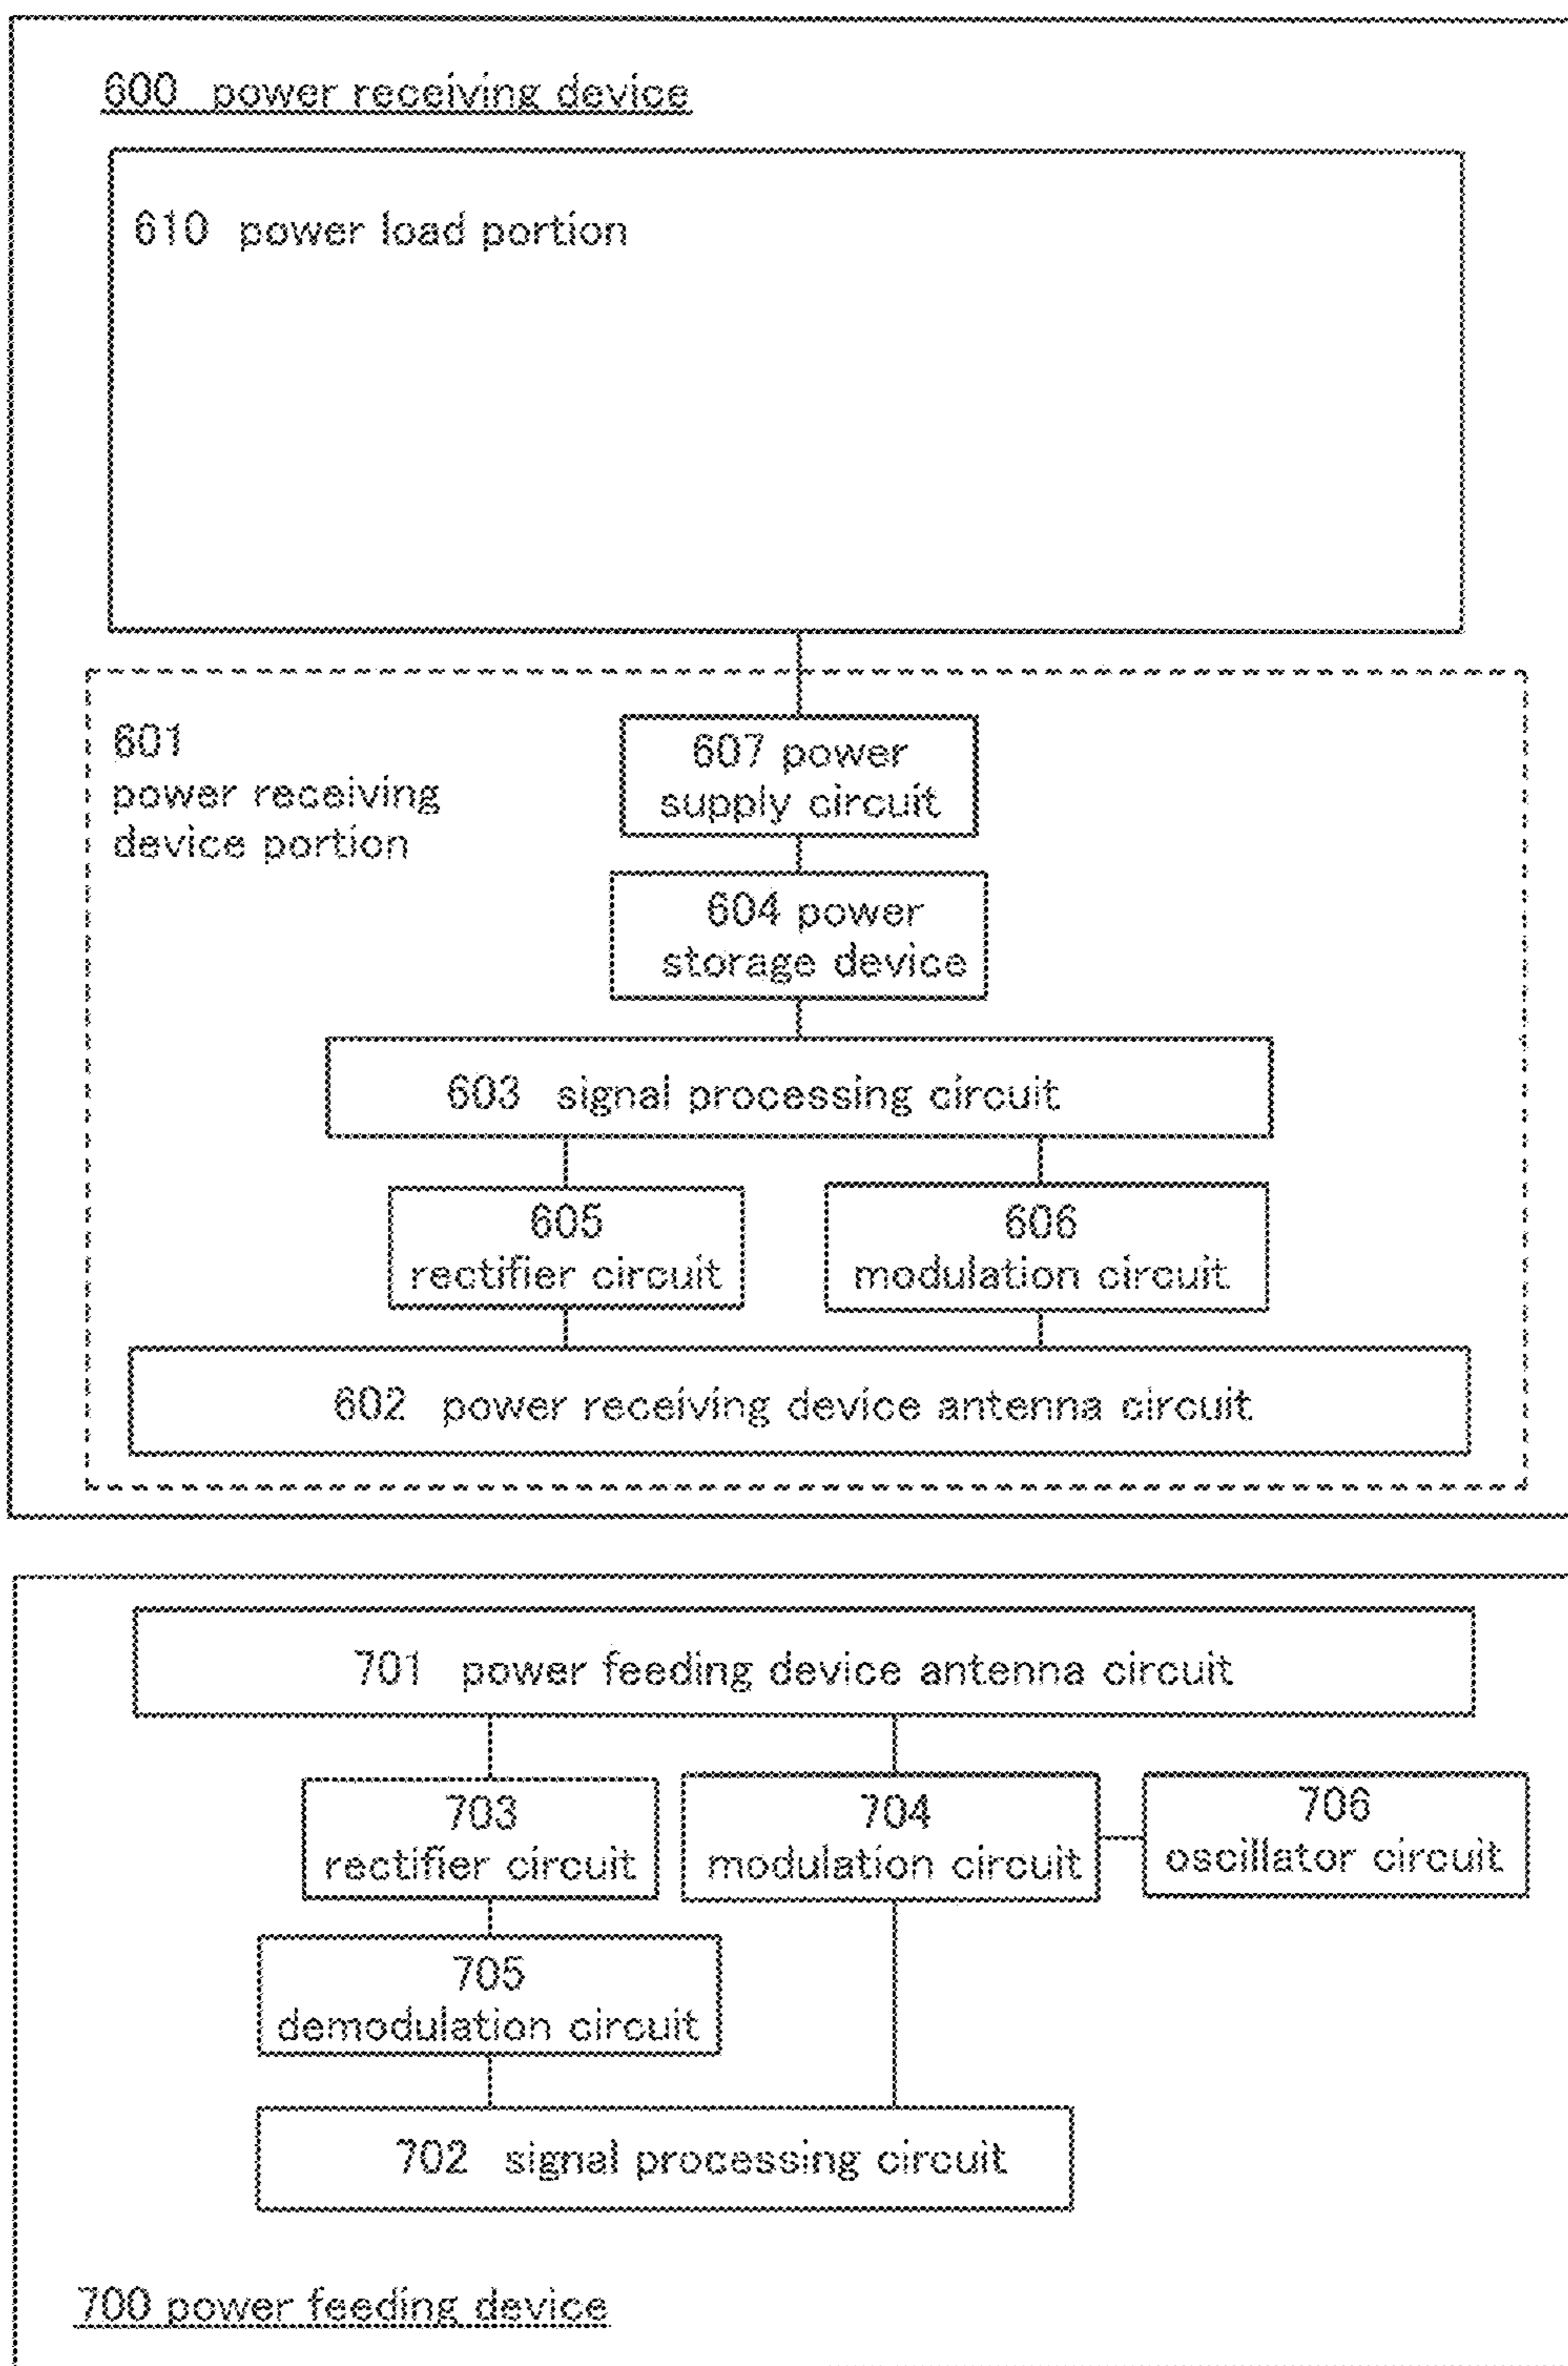 600 power receiving device
610 power load portion
601
power receiving
device portion
607 power
supply circuit
604 power
storage device
603 signal processing circuit
605
rectifier circuit
606
modulation circuit
602 power receiving device antenna circuit
701 power feeding device antenna circuit
703
rectifier circuit
704
modulation circuit
706
oscillator circuit
705
demodulation circuit
702 signal processing circuit
700 power feeding device